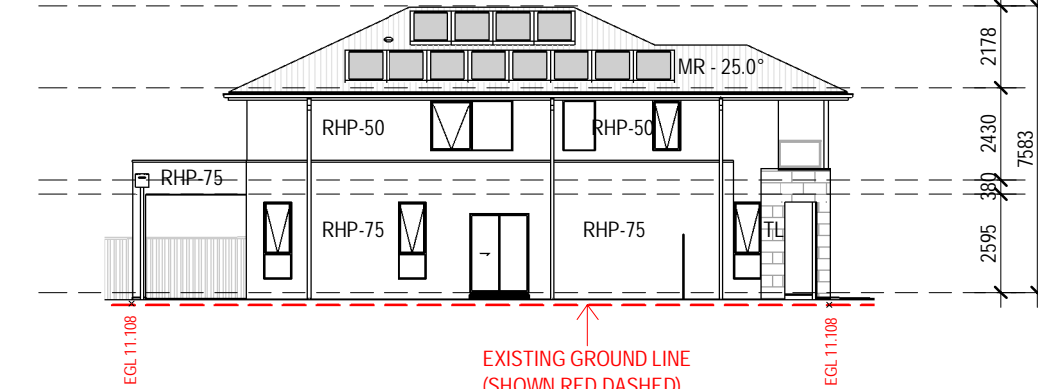 MR - 25.0°
2178
RHP-50
RHP-50
2430
7583
RHP-75
380
RHP-75
RHP-75
TL
2595
EGL 11.108
EXISTING GROUND LINE
(SHOWN RED DASHED)
EGL 11.108